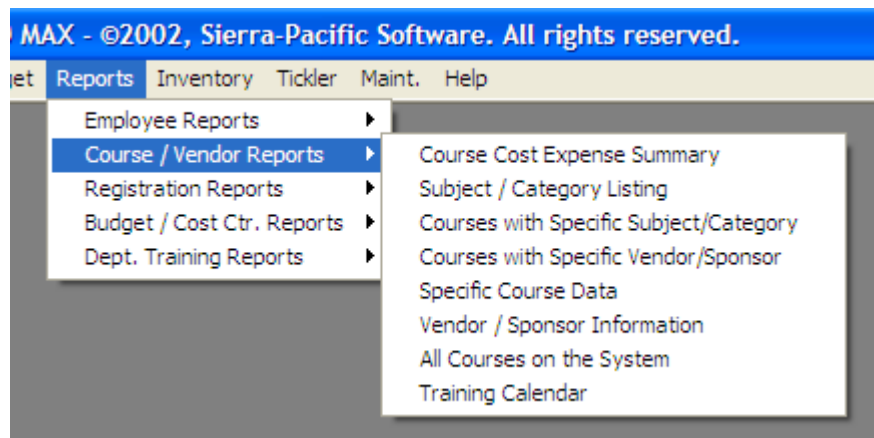 MAX - ©2002, Sierra-Pacific Software. All rights reserved.
Reports Inventory Tickler Maint. Help
Employee Reports
Course / Vendor Reports
Registration Reports
Budget / Cost Ctr. Reports
Dept. Training Reports
Course Cost Expense Summary
Subject / Category Listing
Courses with Specific Subject/Category
Courses with Specific Vendor/Sponsor
Specific Course Data
Vendor / Sponsor Information
All Courses on the System
Training Calendar